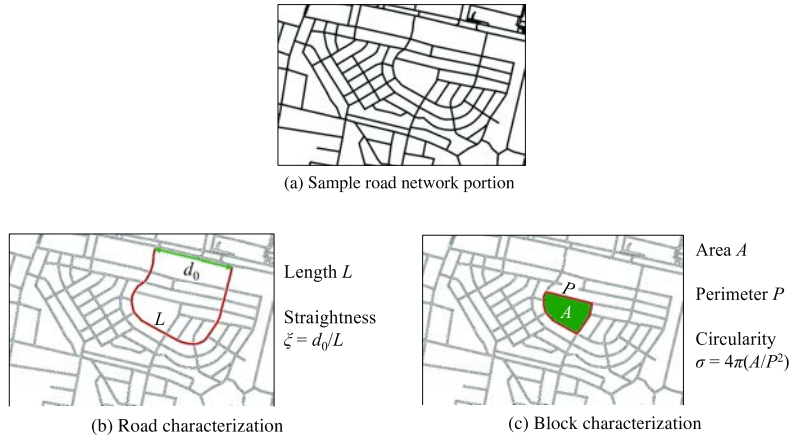 (a) Sample road network portion
d₀
L
Length L
Straightness
ξ = d₀/L
(b) Road characterization
P
A
Area A
Perimeter P
Circularity
σ = 4π(A/P²)
(c) Block characterization